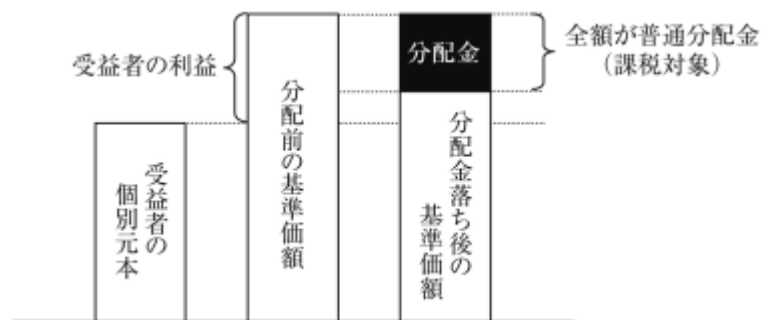 受益者の利益
分配金
全額が普通分配金
(課税対象)
受益者の
個別元本
分配前の基準価額
分配金落ち後の
基準価額